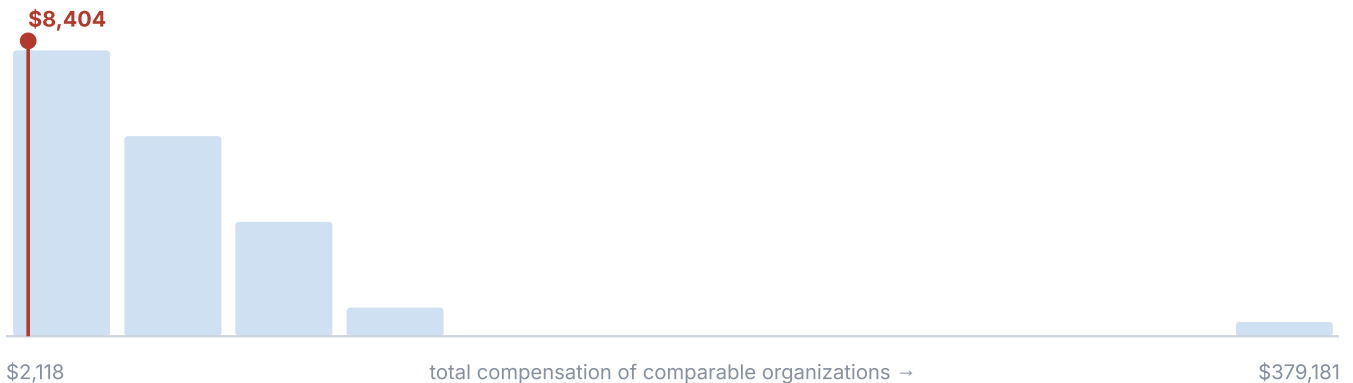 $8,404
$2,118 total compensation of comparable organizations → $379,181